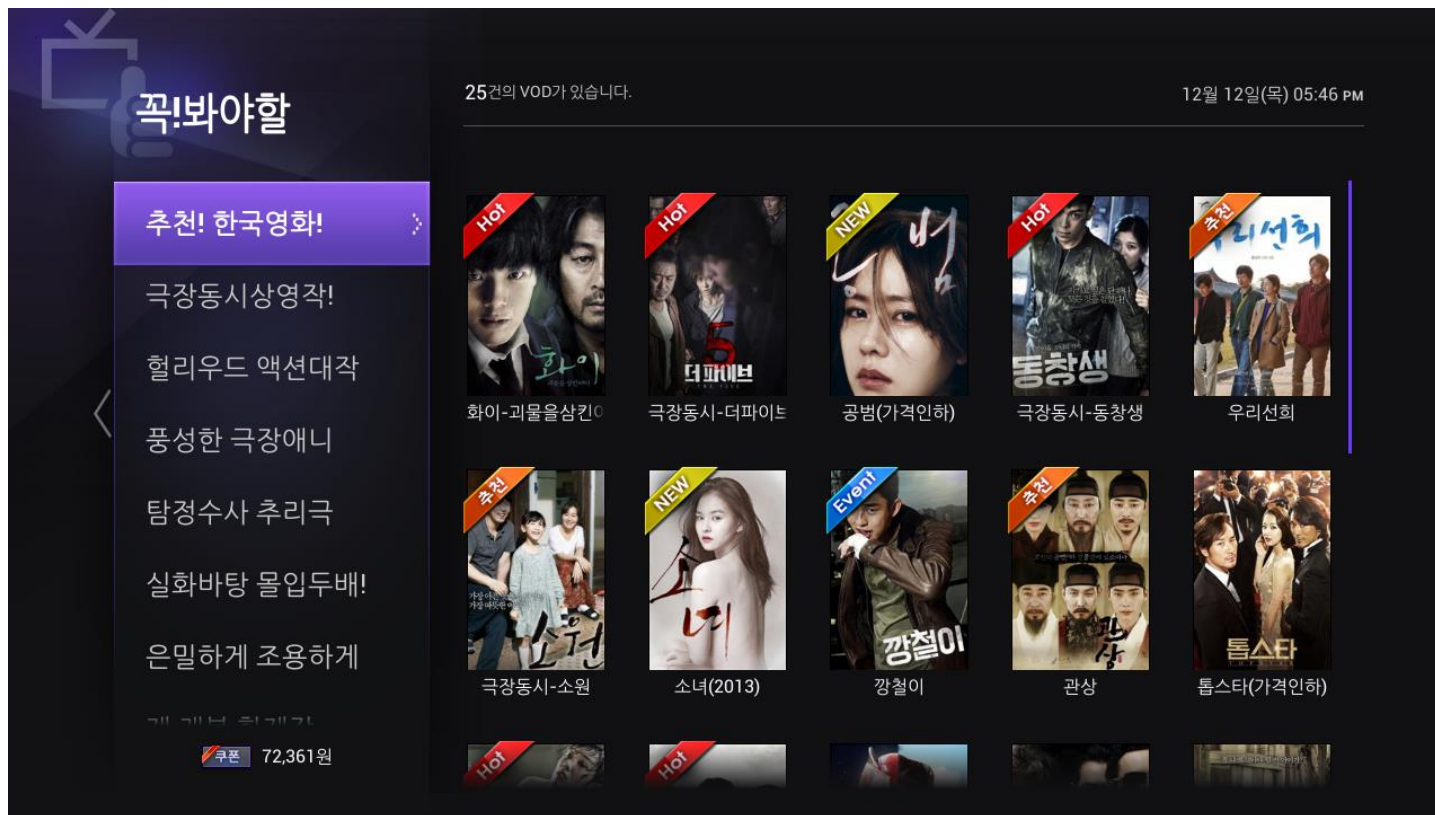 꼭!봐야할
25건의 VOD가 있습니다.
12월 12일(목) 05:46 PM
추천! 한국영화!
극장동시상영작!
헐리우드 액션대작
풍성한 극장애니
탐정수사 추리극
실화바탕 몰입두배!
은밀하게 조용하게
쿠폰 72,361원
Hot
화이
화이-괴물을삼킨
Hot
5
더 파이브
THE FIVE
극장동시-더파이브
NEW
공범
공범(가격인하)
Hot
동창생
극장동시-동창생
추천
우리선희
우리선희
추천
소원
극장동시-소원
NEW
소녀
소녀(2013)
Event
깡철이
깡철이
추천
관상
관상
톱스타
TOPSTAR
톱스타(가격인하)
Hot
Hot